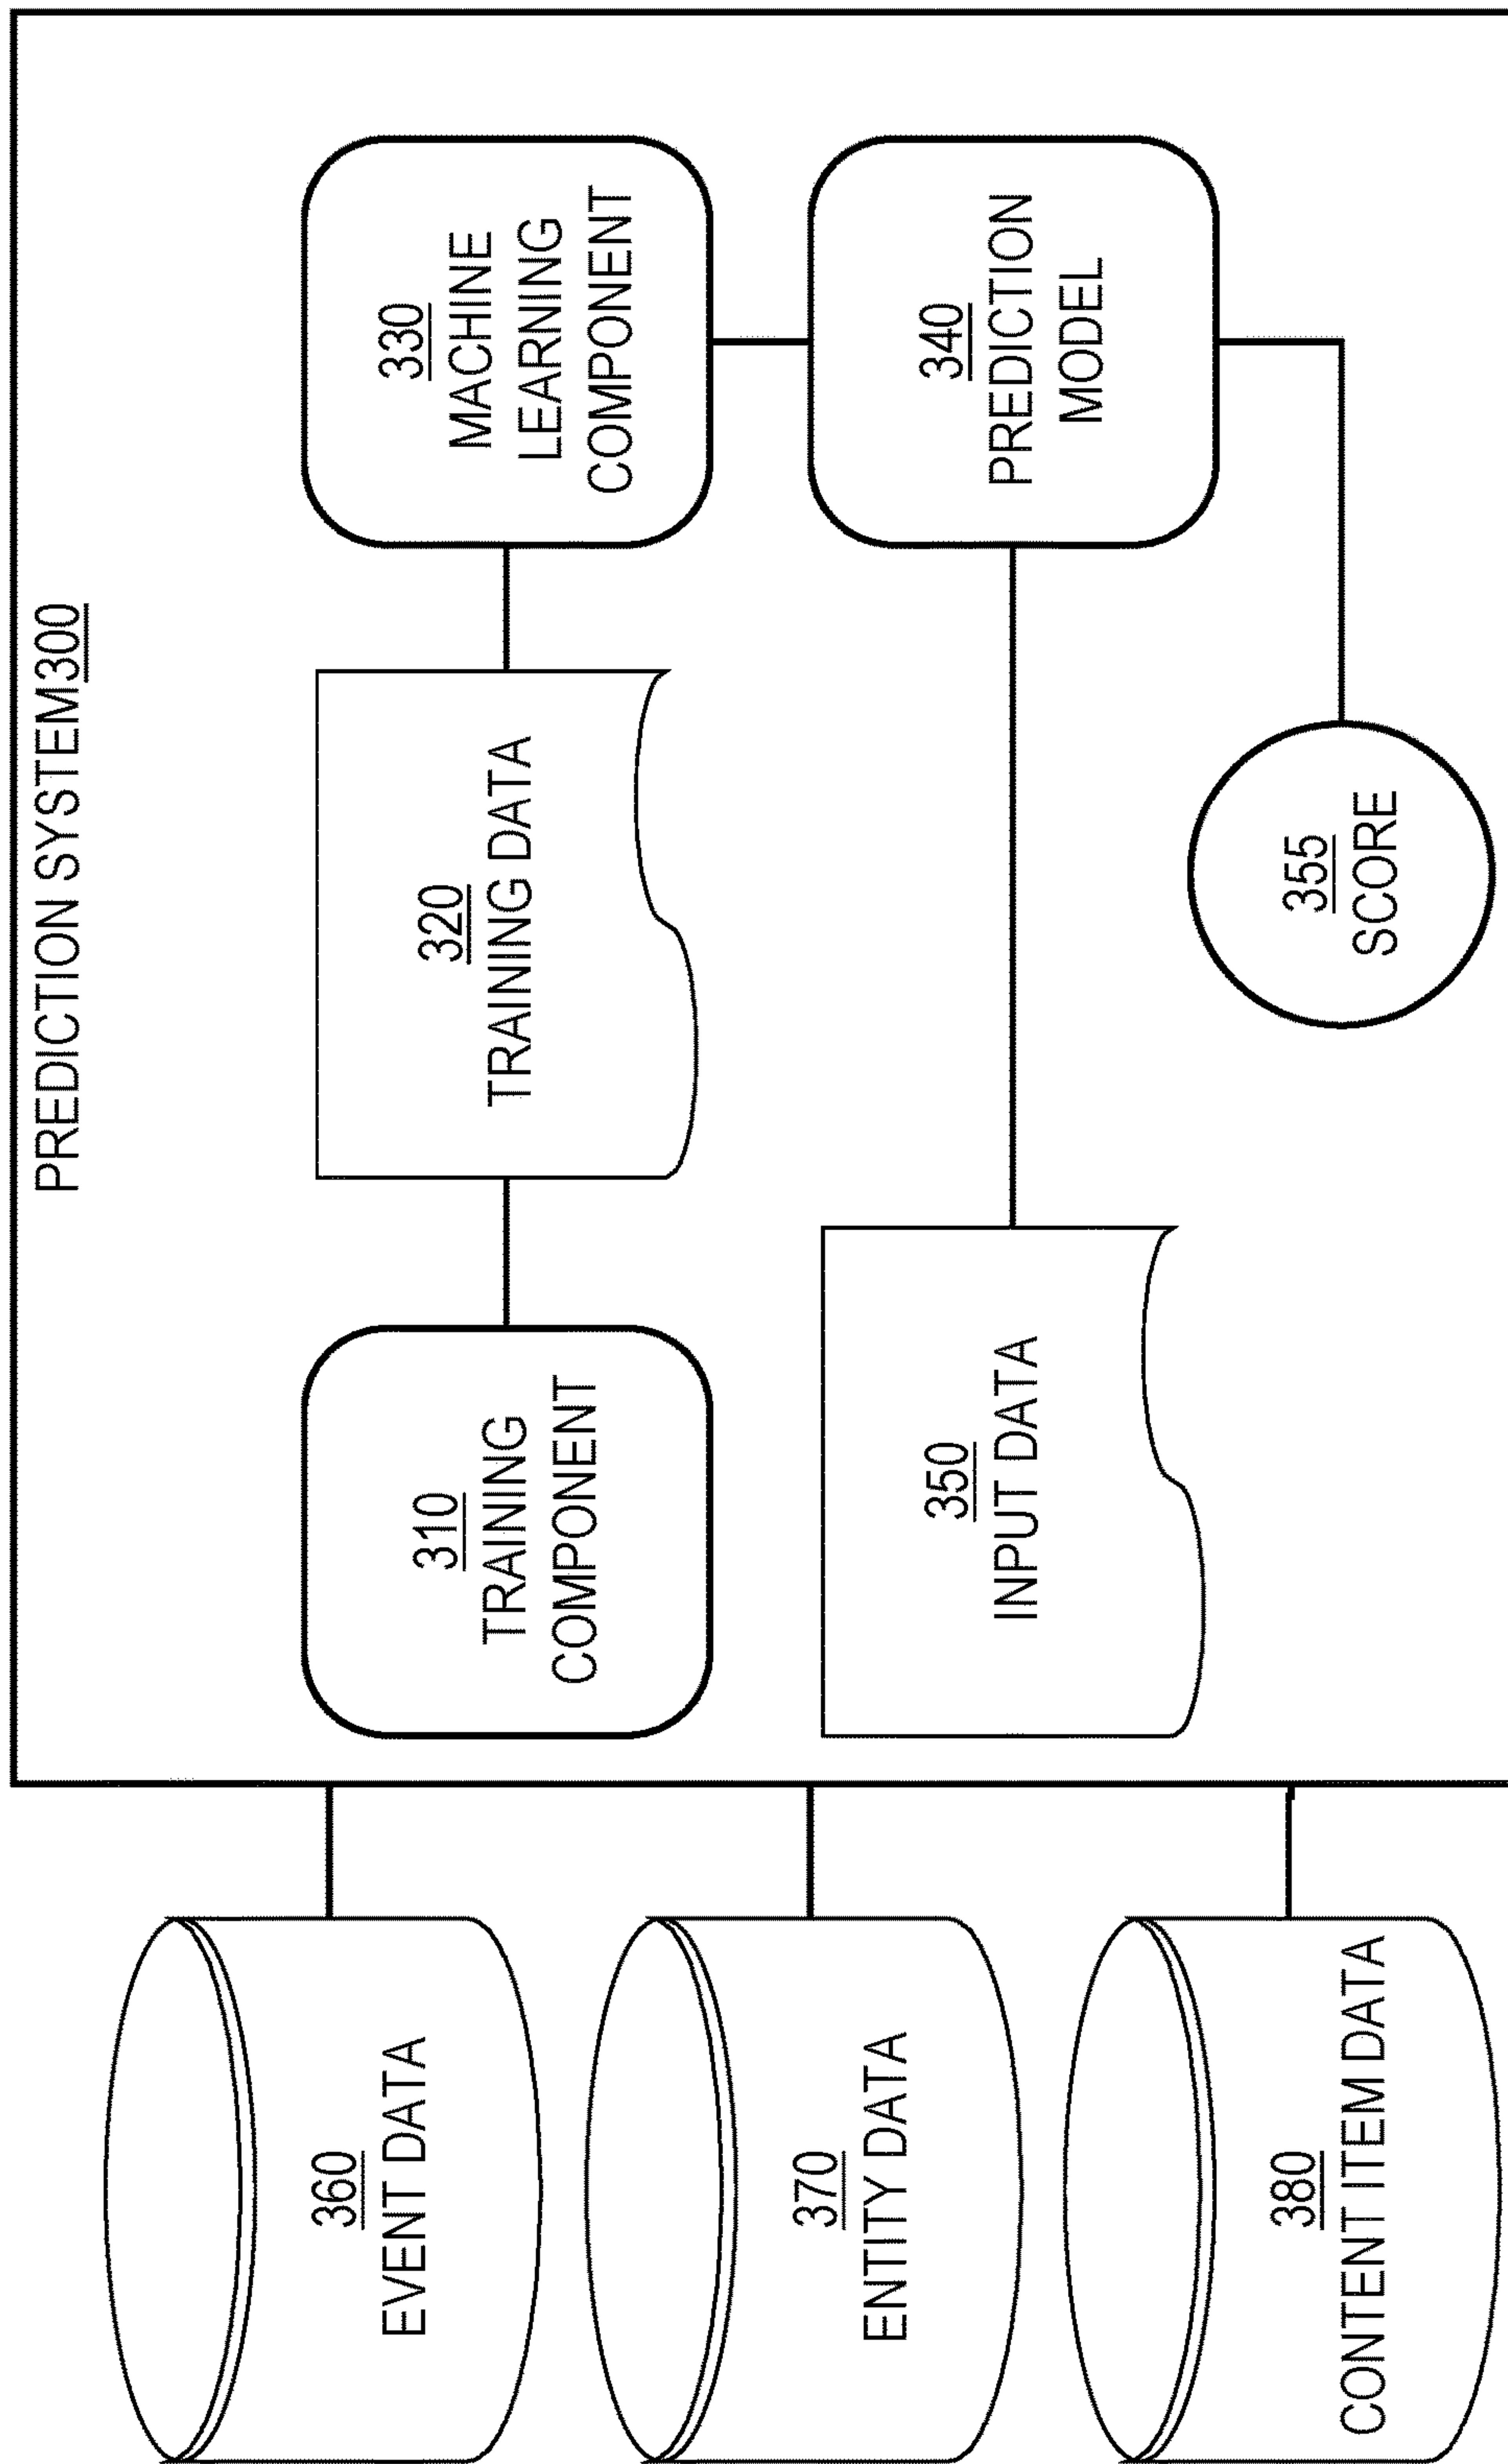 PREDICTION SYSTEM300
360
EVENT DATA
370
ENTITY DATA
380
CONTENT ITEM DATA
310
TRAINING
COMPONENT
320
TRAINING DATA
330
MACHINE
LEARNING
COMPONENT
350
INPUT DATA
340
PREDICTION
MODEL
355
SCORE